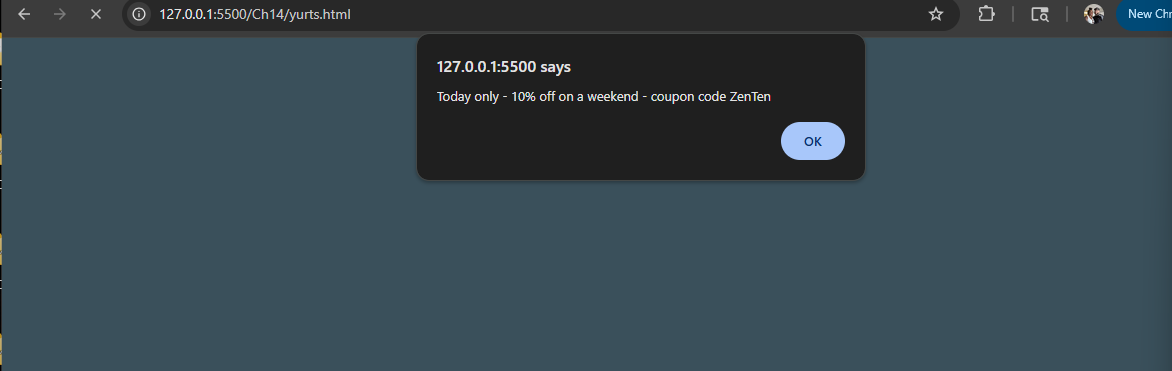 127.0.0.1:5500/Ch14/yurts.html
New Chr
127.0.0.1:5500 says
Today only - 10% off on a weekend - coupon code ZenTen
OK